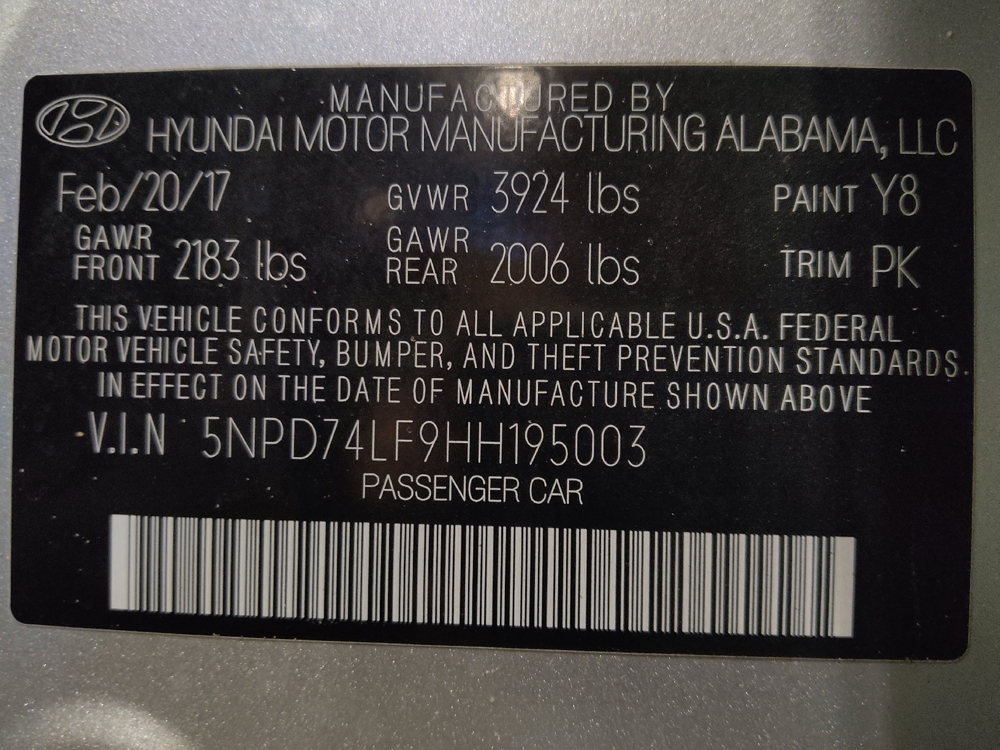 MANUFACTURED BY
HYUNDAI MOTOR MANUFACTURING ALABAMA, LLC
Feb/20/17 GVWR 3924 lbs PAINT Y8
GAWR FRONT 2183 lbs GAWR REAR 2006 lbs TRIM PK
THIS VEHICLE CONFORMS TO ALL APPLICABLE U.S.A. FEDERAL
MOTOR VEHICLE SAFETY, BUMPER, AND THEFT PREVENTION STANDARDS.
IN EFFECT ON THE DATE OF MANUFACTURE SHOWN ABOVE
V.I.N 5NPD74LF9HH195003
PASSENGER CAR